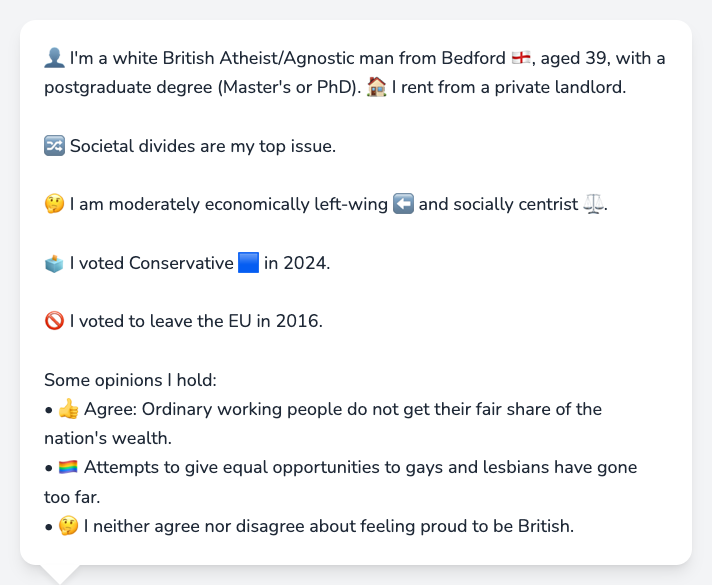 👤 I'm a white British Atheist/Agnostic man from Bedford 🏴󠁧󠁢󠁥󠁮󠁧󠁿, aged 39, with a
postgraduate degree (Master's or PhD). 🏠 I rent from a private landlord.
🔀 Societal divides are my top issue.
🤔 I am moderately economically left-wing ⬅️ and socially centrist ⚖️.
🗳️ I voted Conservative 🟦 in 2024.
🚫 I voted to leave the EU in 2016.
Some opinions I hold:
• 👍 Agree: Ordinary working people do not get their fair share of the
nation's wealth.
• 🏳️‍🌈 Attempts to give equal opportunities to gays and lesbians have gone
too far.
• 🤔 I neither agree nor disagree about feeling proud to be British.